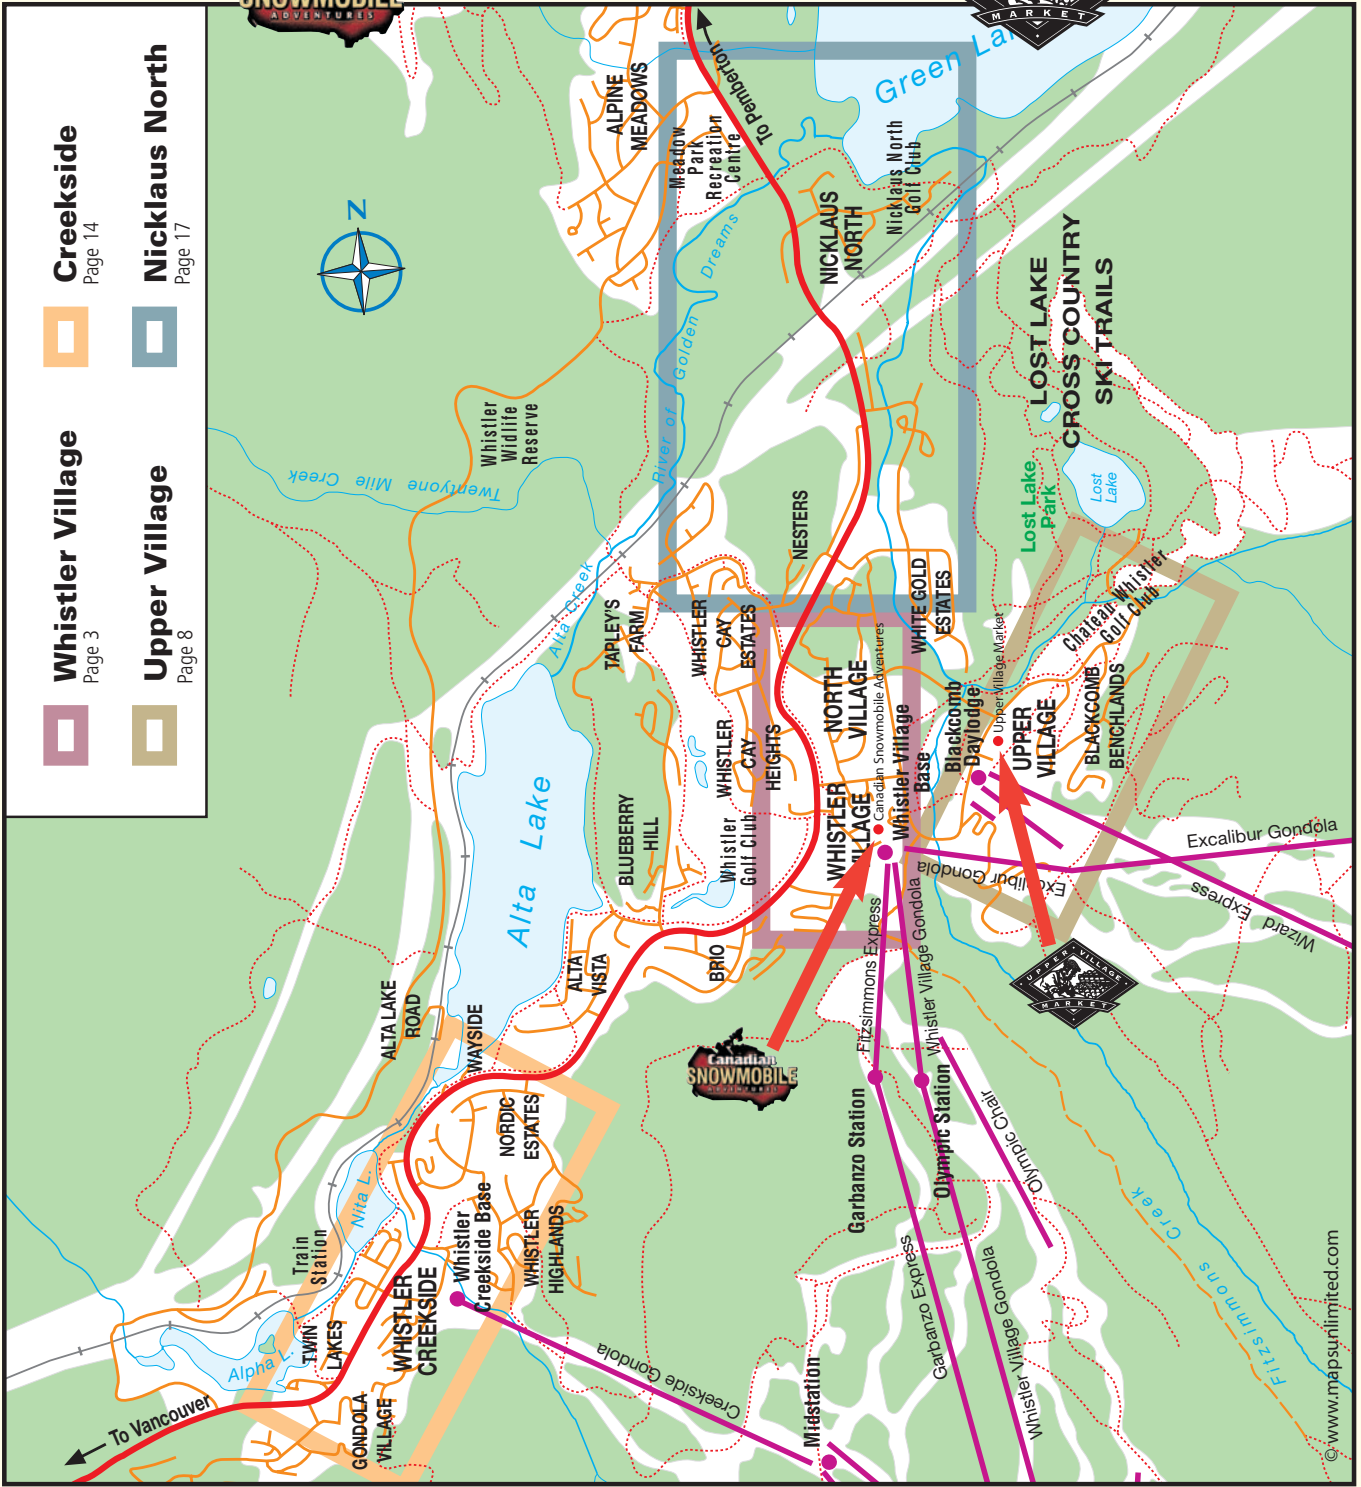 Whistler Village
Page 3
Creekside
Page 14
Upper Village
Page 8
Nicklaus North
Page 17
SNOWMOBILE
ADVENTURES
MARKET
N
To Pemberton
Green
ALPINE
MEADOWS
Meadow
Park
Recreation
Centre
Nicklaus North
Golf Club
NICKLAUS
NORTH
River of Golden Dreams
Whistler
Widlife
Reserve
Twentyone Mile Creek
LOST LAKE
CROSS COUNTRY
SKI TRAILS
Lost Lake
Park
Lost
Lake
NESTERS
WHITE GOLD
ESTATES
Alta Creek
TAPLEY'S
FARM
WHISTLER
CAY
ESTATES
WHISTLER
CAY
HEIGHTS
NORTH
VILLAGE
Canadian Snowmobile Adventures
WHISTLER
VILLAGE
Whistler Village
Base
Blackcomb
Daylodge
Upper Village Market
UPPER
VILLAGE
BLACKCOMB
BENCHLANDS
Chateau Whistler
Golf Club
Alta Lake
BLUEBERRY
HILL
Whistler
Golf Club
Excalibur Gondola
Excalibur Gondola
Wizard Express
ALTA
VISTA
BRIO
ALTA LAKE
ROAD
WAYSIDE
Fitzsimmons Express
Whistler Village Gondola
UPPER VILLAGE
MARKET
Canadian
SNOWMOBILE
ADVENTURES
NORDIC
ESTATES
Garbanzo Station
Olympic Station
Olympic Chair
Nita L.
Train
Station
Whistler
Creekside Base
WHISTLER
HIGHLANDS
WHISTLER
CREEKSIDE
TWIN
LAKES
Alpha L.
GONDOLA
VILLAGE
To Vancouver
Creekside Gondola
Midstation
Garbanzo Express
Whistler Village Gondola
Fitzsimmons Creek
© www.mapsunlimited.com